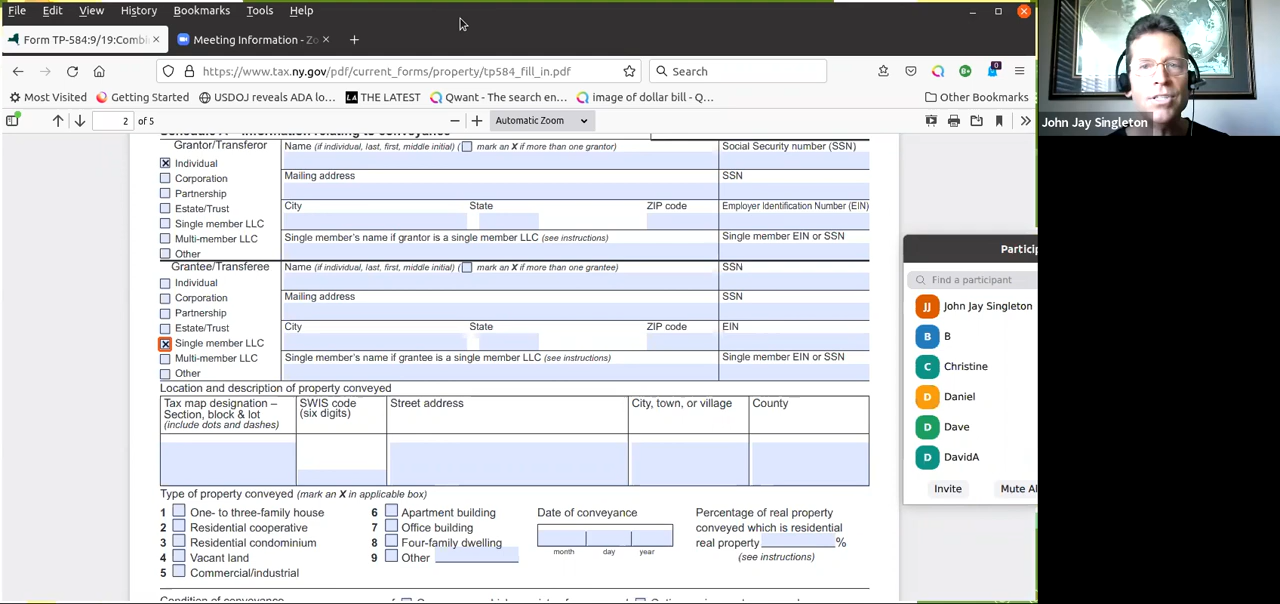 File Edit View History Bookmarks Tools Help
Form TP-584:9/19:Combi Meeting Information - Zo
https://www.tax.ny.gov/pdf/current_forms/property/tp584_fill_in.pdf Search 0
Most Visited Getting Started USDOJ reveals ADA lo... LA THE LATEST Qwant - The search en... image of dollar bill - Q... Other Bookmarks
2 of 5 Automatic Zoom
John Jay Singleton
Grantor/Transferor
Individual
Corporation
Partnership
Estate/Trust
Single member LLC
Multi-member LLC
Other
Name (if individual, last, first, middle initial) ( mark an X if more than one grantor) Social Security number (SSN)
Mailing address SSN
City State ZIP code Employer Identification Number (EIN)
Single member's name if grantor is a single member LLC (see instructions) Single member EIN or SSN
Grantee/Transferee
Individual
Corporation
Partnership
Estate/Trust
Single member LLC
Multi-member LLC
Other
Name (if individual, last, first, middle initial) ( mark an X if more than one grantee) SSN
Mailing address SSN
City State ZIP code EIN
Single member's name if grantee is a single member LLC (see instructions) Single member EIN or SSN
Location and description of property conveyed
Tax map designation –
Section, block & lot
(include dots and dashes)
SWIS code
(six digits)
Street address
City, town, or village
County
Type of property conveyed (mark an X in applicable box)
1 One- to three-family house
2 Residential cooperative
3 Residential condominium
4 Vacant land
5 Commercial/industrial
6 Apartment building
7 Office building
8 Four-family dwelling
9 Other
Date of conveyance
month day year
Percentage of real property
conveyed which is residential
real property %
(see instructions)
Particip
Find a participant
JJ John Jay Singleton
B B
C Christine
D Daniel
D Dave
D DavidA
Invite Mute Al